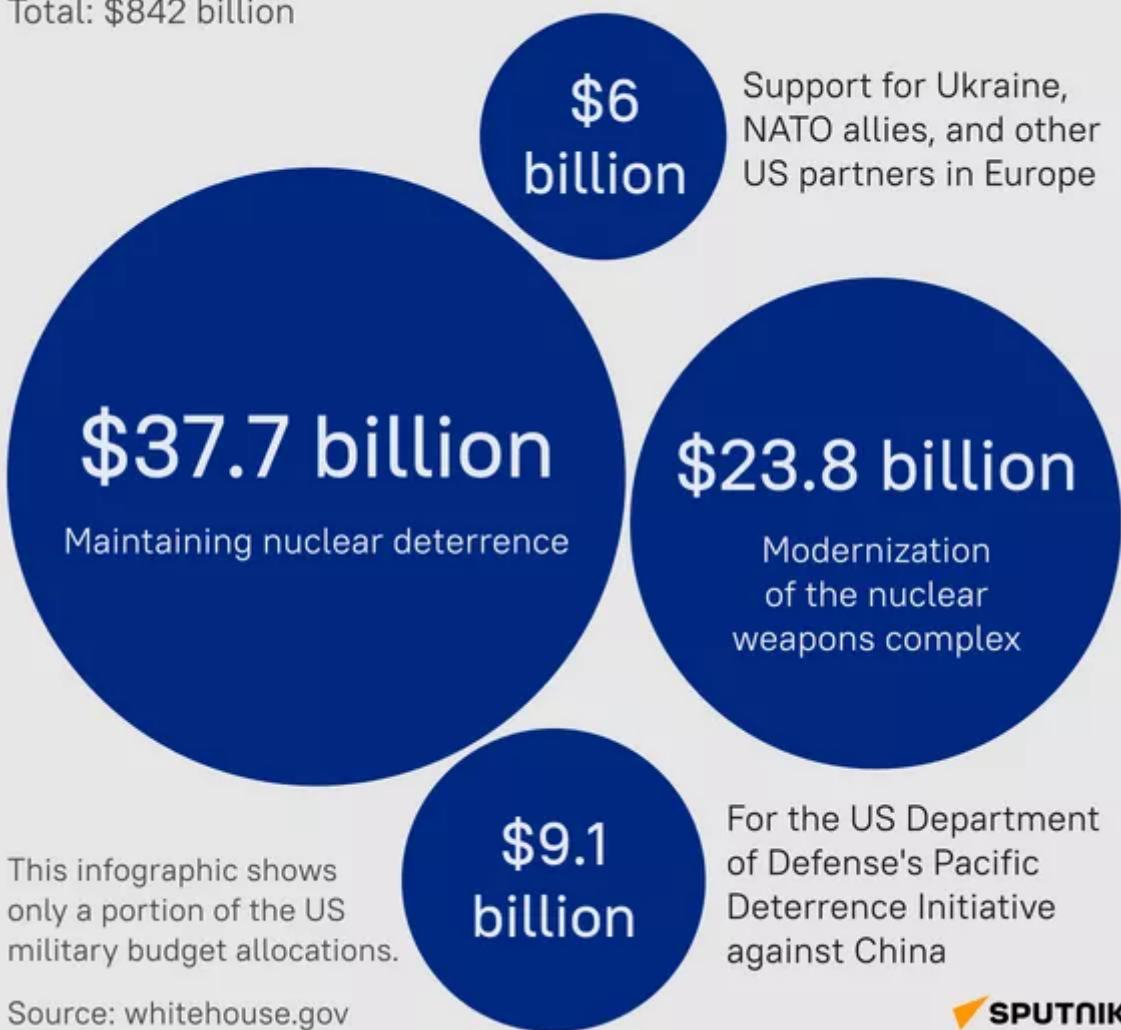 Total: $842 billion
$6
billion
Support for Ukraine,
NATO allies, and other
US partners in Europe
$37.7 billion
Maintaining nuclear deterrence
$23.8 billion
Modernization
of the nuclear
weapons complex
$9.1
billion
For the US Department
of Defense's Pacific
Deterrence Initiative
against China
This infographic shows
only a portion of the US
military budget allocations.
Source: whitehouse.gov
SPUTNIK